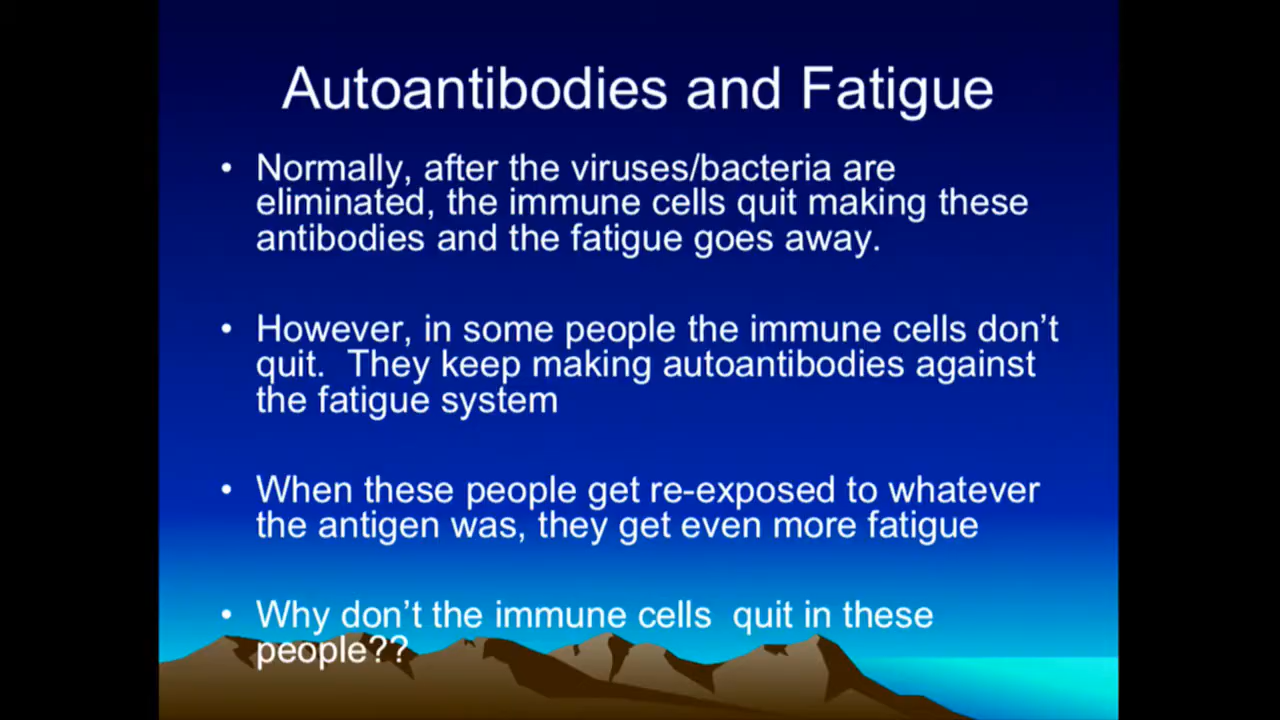 Autoantibodies and Fatigue
• Normally, after the viruses/bacteria are
eliminated, the immune cells quit making these
antibodies and the fatigue goes away.
• However, in some people the immune cells don’t
quit.  They keep making autoantibodies against
the fatigue system
• When these people get re-exposed to whatever
the antigen was, they get even more fatigue
• Why don’t the immune cells  quit in these
people??